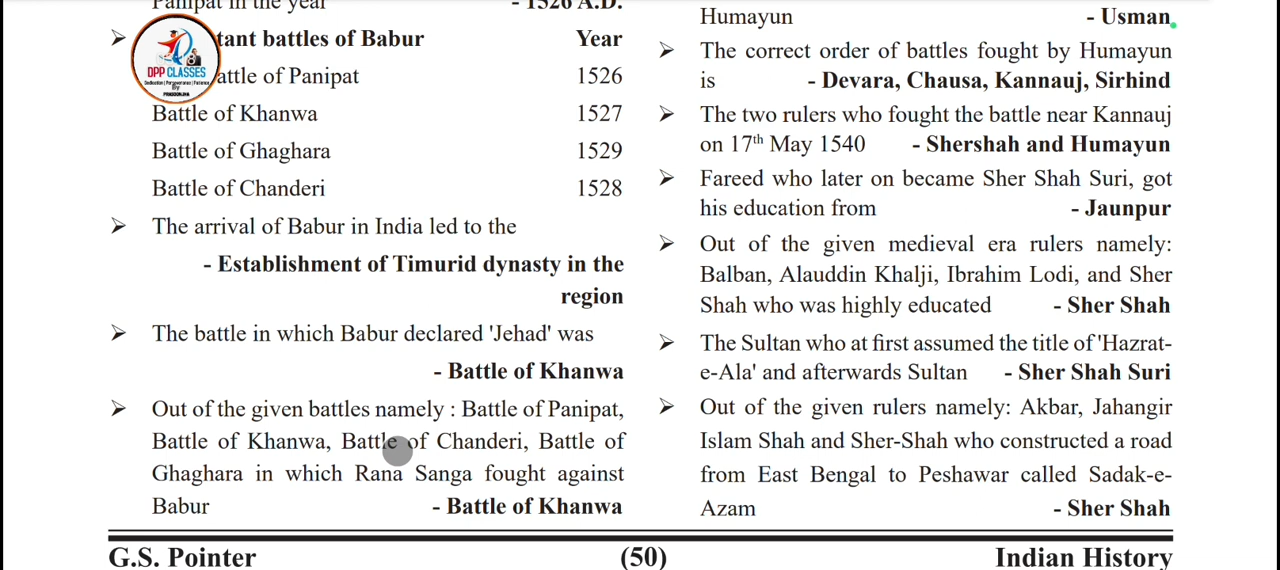 Panipat in the year - 1526 A.D.
tant battles of Babur Year
attle of Panipat 1526
Battle of Khanwa 1527
Battle of Ghaghara 1529
Battle of Chanderi 1528
The arrival of Babur in India led to the
- Establishment of Timurid dynasty in the
region
The battle in which Babur declared 'Jehad' was
- Battle of Khanwa
Out of the given battles namely : Battle of Panipat,
Battle of Khanwa, Battle of Chanderi, Battle of
Ghaghara in which Rana Sanga fought against
Babur - Battle of Khanwa
Humayun - Usman
The correct order of battles fought by Humayun
is - Devara, Chausa, Kannauj, Sirhind
The two rulers who fought the battle near Kannauj
on 17th May 1540 - Shershah and Humayun
Fareed who later on became Sher Shah Suri, got
his education from - Jaunpur
Out of the given medieval era rulers namely:
Balban, Alauddin Khalji, Ibrahim Lodi, and Sher
Shah who was highly educated - Sher Shah
The Sultan who at first assumed the title of 'Hazrat-
e-Ala' and afterwards Sultan - Sher Shah Suri
Out of the given rulers namely: Akbar, Jahangir
Islam Shah and Sher-Shah who constructed a road
from East Bengal to Peshawar called Sadak-e-
Azam - Sher Shah
G.S. Pointer (50) Indian History
DPP CLASSES
By